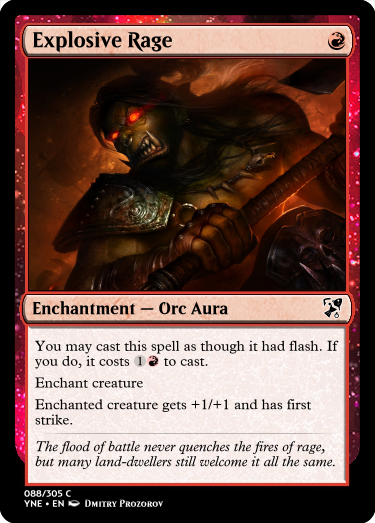 Explosive Rage
Enchantment — Orc Aura
You may cast this spell as though it had flash. If
you do, it costs 1 to cast.
Enchant creature
Enchanted creature gets +1/+1 and has first
strike.
The flood of battle never quenches the fires of rage,
but many land-dwellers still welcome it all the same.
088/305 C
YNE • EN Dmitry Prozorov